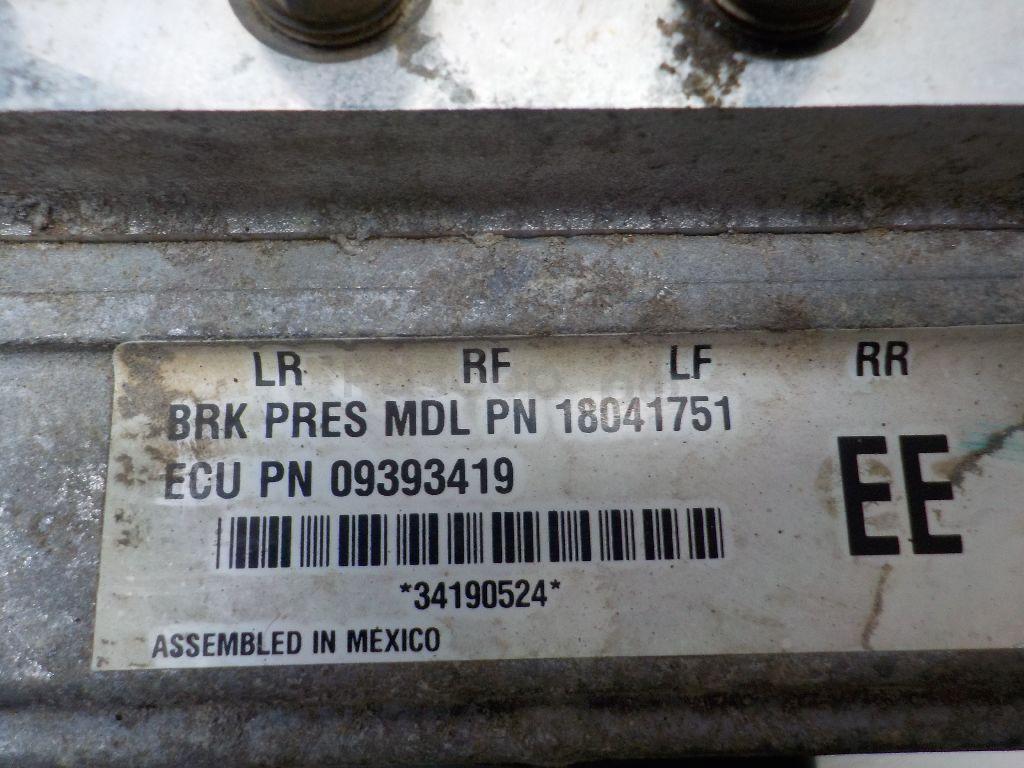 LR RF LF RR
BRK PRES MDL PN 18041751
ECU PN 09393419
EE
*34190524*
ASSEMBLED IN MEXICO